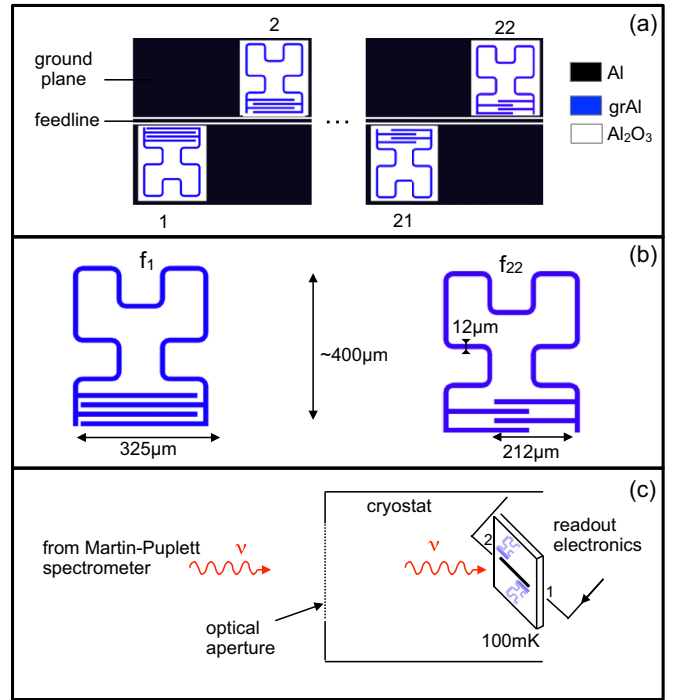 (a)
2
22
ground
plane
feedline
...
Al
grAl
Al₂O₃
1
21
(b)
f₁
f₂₂
12μm
~400μm
325μm
212μm
(c)
cryostat
from Martin-Puplett
spectrometer
ν
ν
readout
electronics
2
1
optical
aperture
100mK